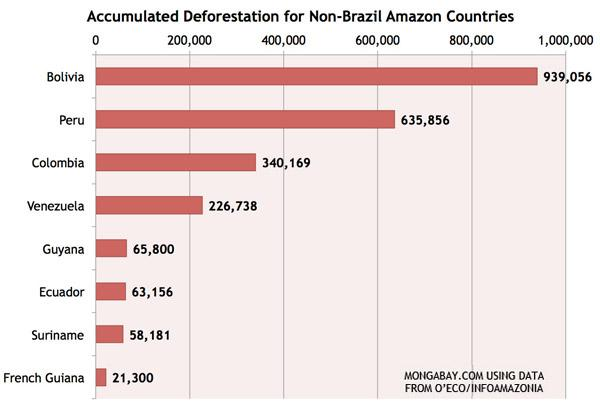 Accumulated Deforestation for Non-Brazil Amazon Countries
0 200,000 400,000 600,000 800,000 1,000,000
Bolivia 939,056
Peru 635,856
Colombia 340,169
Venezuela 226,738
Guyana 65,800
Ecuador 63,156
Suriname 58,181
French Guiana 21,300
MONGABAY.COM USING DATA
FROM O'ECO/INFOAMAZONIA